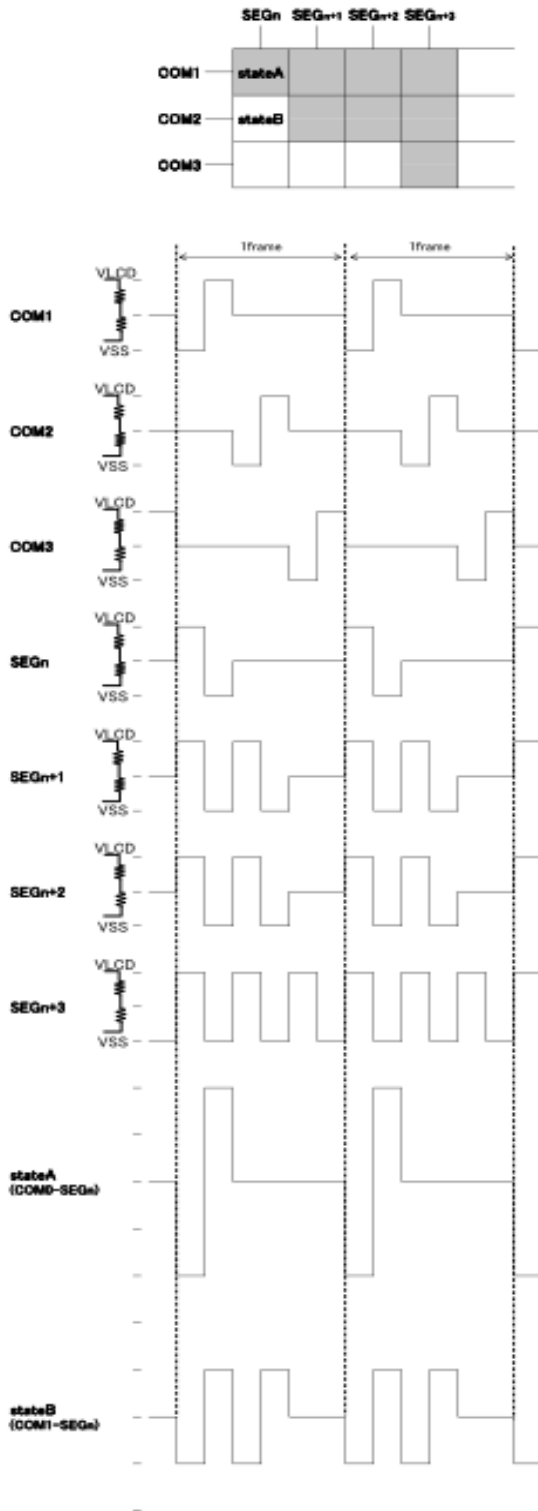 SEGn SEGn+1 SEGn+2 SEGn+3
COM1 stateA
COM2 stateB
COM3
1frame 1frame
VLCD
COM1
VSS
VLCD
COM2
VSS
VLCD
COM3
VSS
VLCD
SEGn
VSS
VLCD
SEGn+1
VSS
VLCD
SEGn+2
VSS
VLCD
SEGn+3
VSS
stateA
(COM0-SEGn)
stateB
(COM1-SEGn)